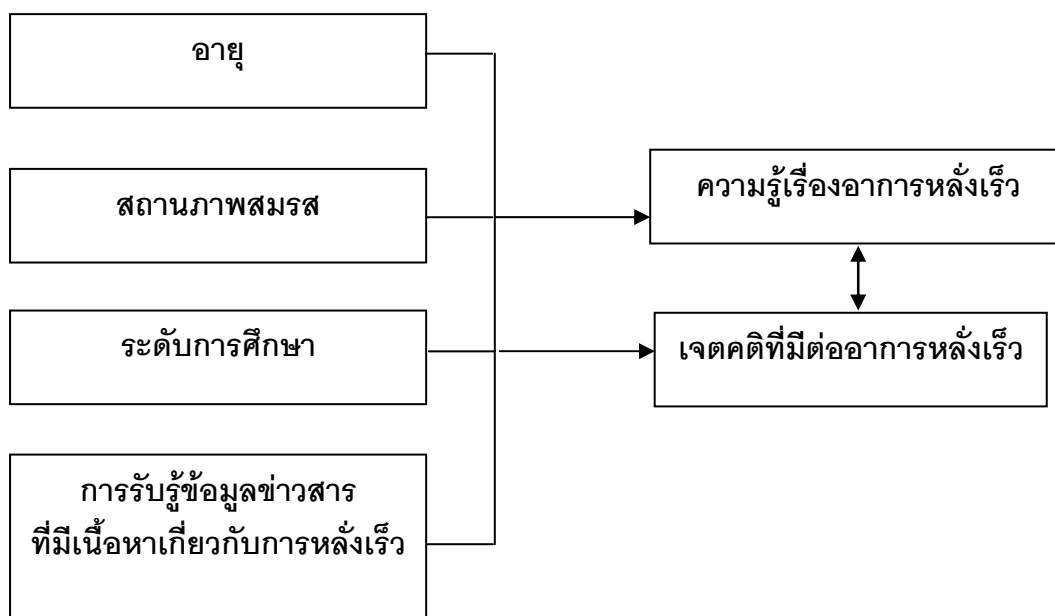 อายุ
สถานภาพสมรส
ระดับการศึกษา
การรับรู้ข้อมูลข่าวสาร
ที่มีเนื้อหาเกี่ยวกับการหลั่งเร็ว
ความรู้เรื่องอาการหลั่งเร็ว
เจตคติที่มีต่ออาการหลั่งเร็ว